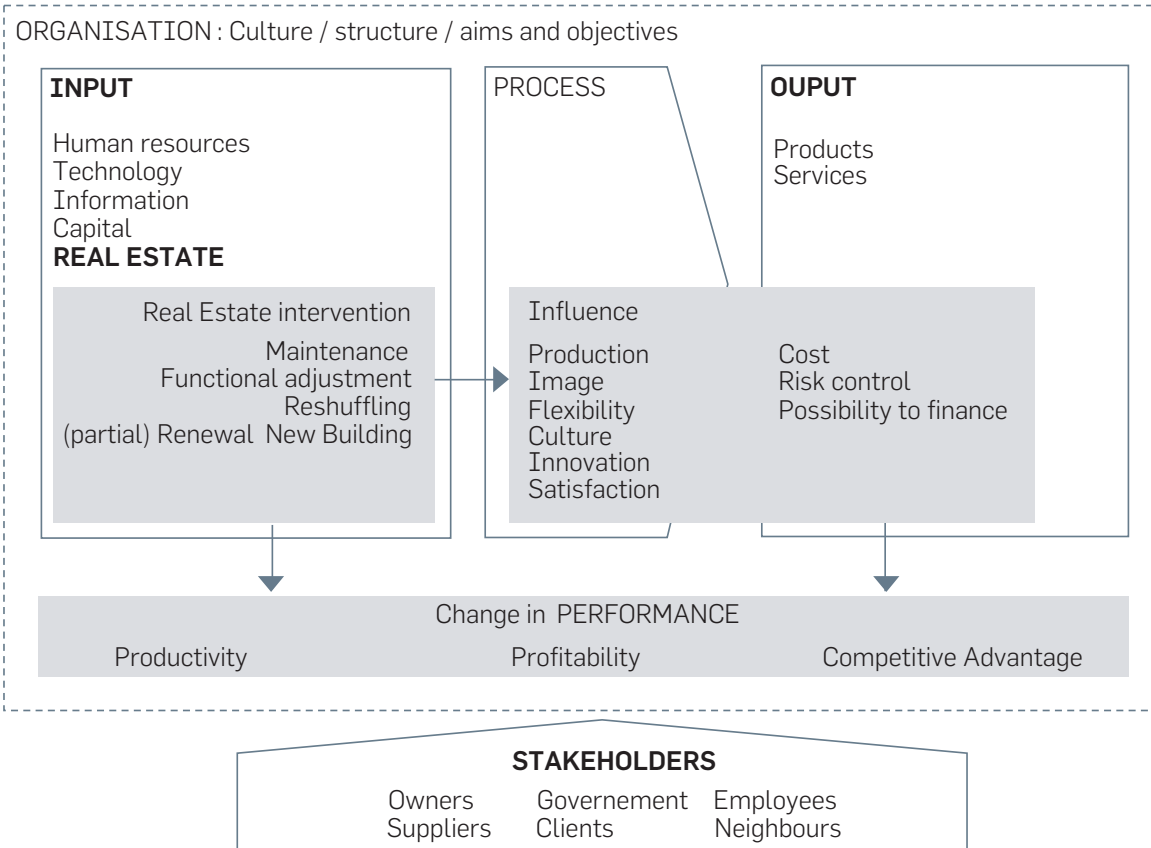 ORGANISATION : Culture / structure / aims and objectives
INPUT
Human resources
Technology
Information
Capital
REAL ESTATE
Real Estate intervention
Maintenance
Functional adjustment
Reshuffling
(partial) Renewal New Building
PROCESS
Influence
Production
Image
Flexibility
Culture
Innovation
Satisfaction
OUPUT
Products
Services
Cost
Risk control
Possibility to finance
Change in PERFORMANCE
Productivity Profitability Competitive Advantage
STAKEHOLDERS
Owners Governement Employees
Suppliers Clients Neighbours